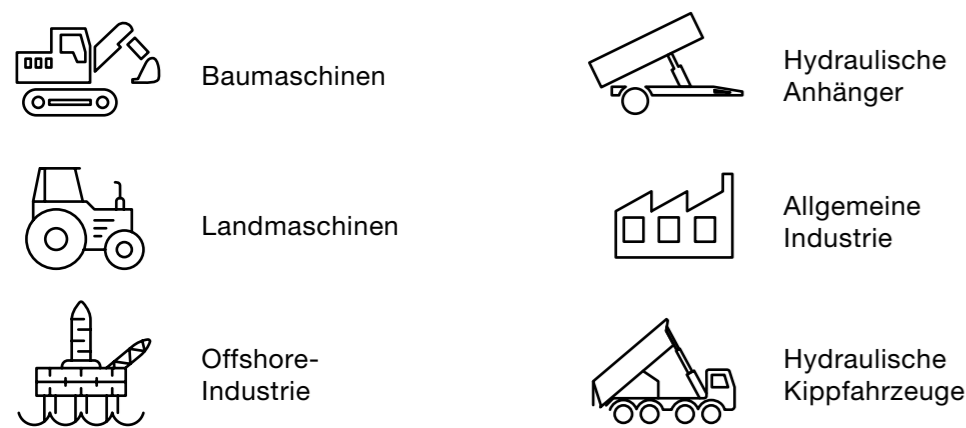 Baumaschinen
Hydraulische
Anhänger
Landmaschinen
Allgemeine
Industrie
Offshore-
Industrie
Hydraulische
Kippfahrzeuge